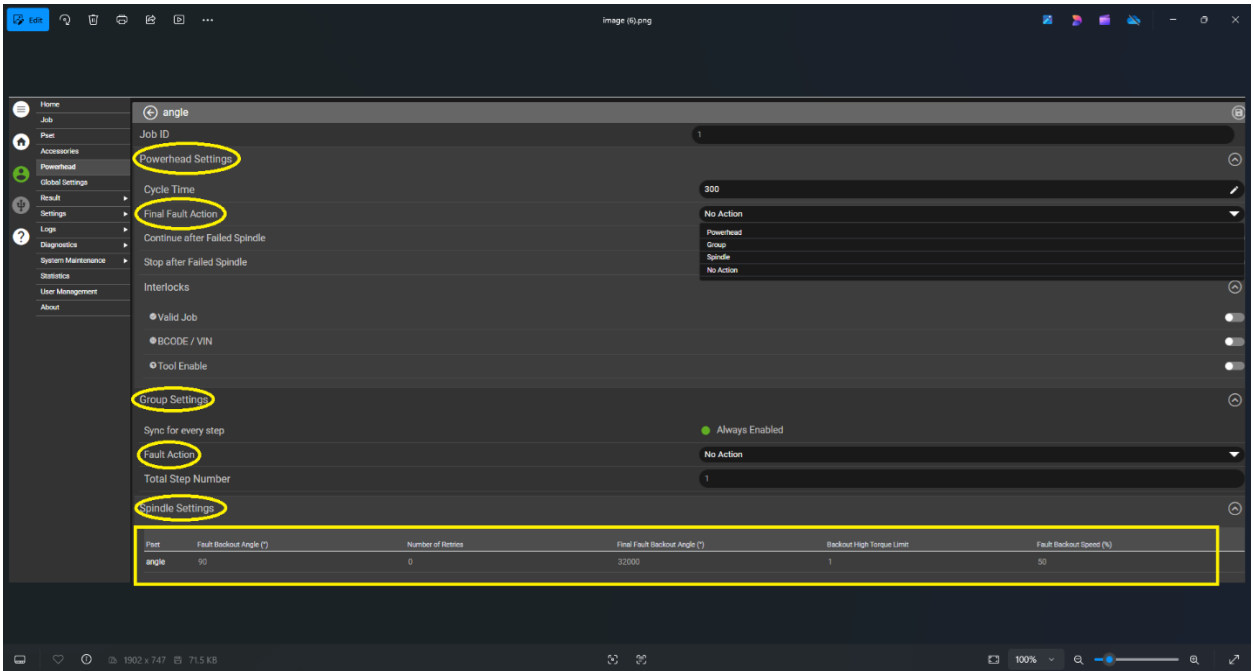 Edit
image (6).png
Home
Job
Pset
Accessories
Powerhead
Global Settings
Result
Settings
Logs
Diagnostics
System Maintenance
Statistics
User Management
About
angle
Job ID 1
Powerhead Settings
Cycle Time 300
Final Fault Action No Action
Powerhead
Group
Spindle
No Action
Continue after Failed Spindle
Stop after Failed Spindle
Interlocks
Valid Job
BCODE / VIN
Tool Enable
Group Settings
Sync for every step Always Enabled
Fault Action No Action
Total Step Number 1
Spindle Settings
Pset Fault Backout Angle (°) Number of Retries Final Fault Backout Angle (°) Backout High Torque Limit Fault Backout Speed (%)
angle 90 0 32000 1 50
1902 x 747 71.5 KB 100%